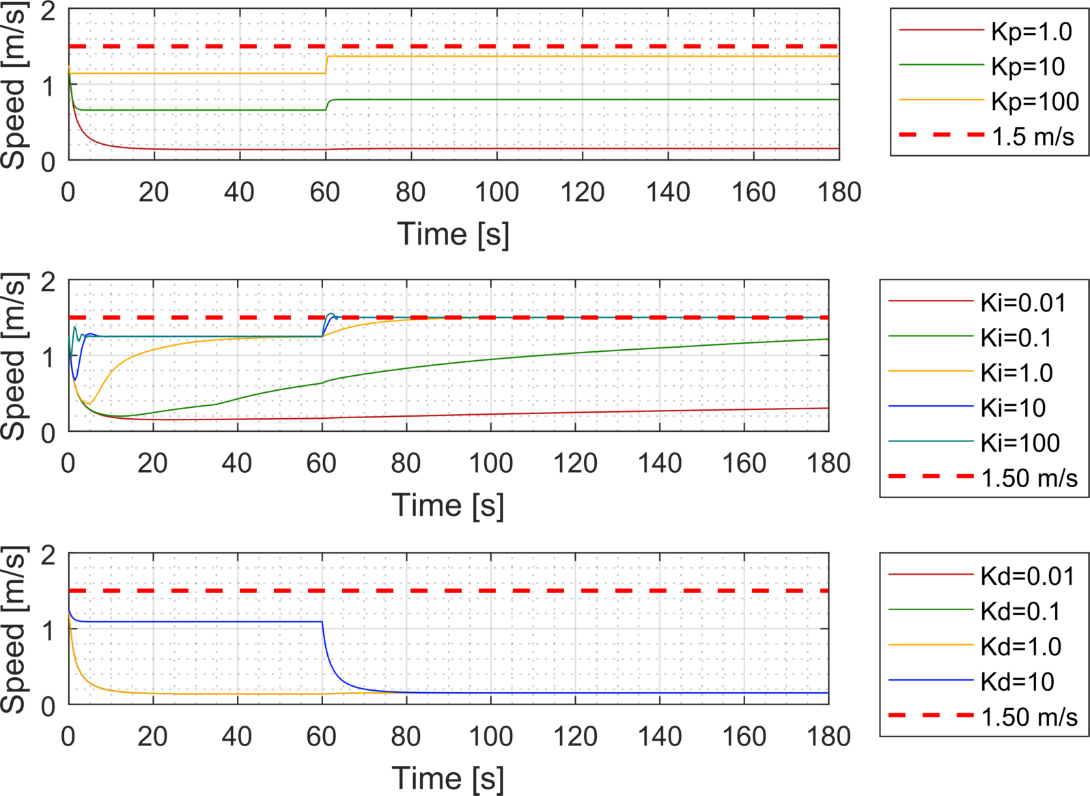 Speed [m/s]
2
1
0
0 20 40 60 80 100 120 140 160 180
Time [s]
Kp=1.0
Kp=10
Kp=100
1.5 m/s
Speed [m/s]
2
1
0
0 20 40 60 80 100 120 140 160 180
Time [s]
Ki=0.01
Ki=0.1
Ki=1.0
Ki=10
Ki=100
1.50 m/s
Speed [m/s]
2
1
0
0 20 40 60 80 100 120 140 160 180
Time [s]
Kd=0.01
Kd=0.1
Kd=1.0
Kd=10
1.50 m/s